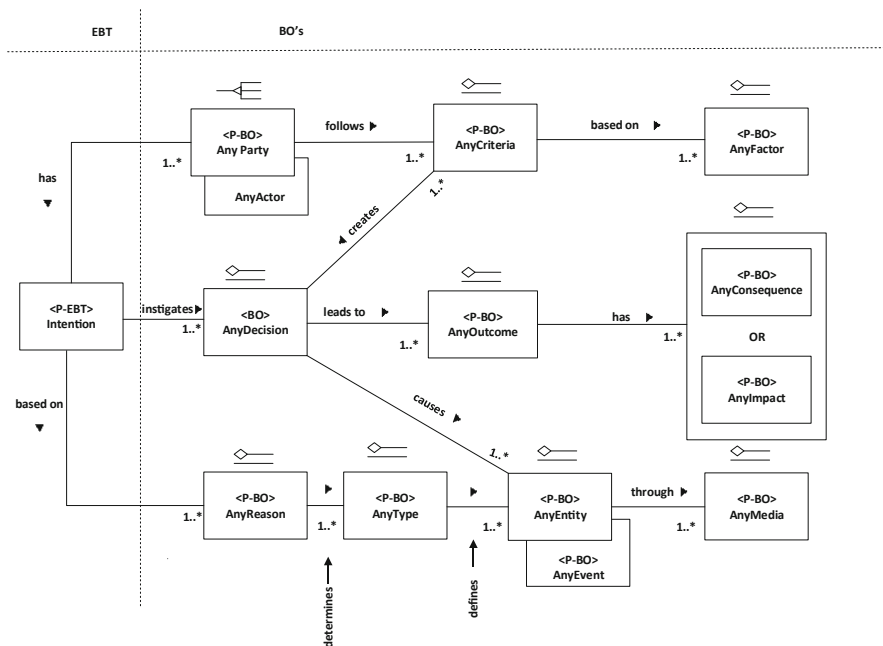 EBT
BO's
<P-BO>
Any Party
AnyActor
1..*
follows
<P-BO>
AnyCriteria
1..*
1..*
based on
<P-BO>
AnyFactor
1..*
has
creates
<P-EBT>
Intention
instigates
1..*
<BO>
AnyDecision
leads to
1..*
<P-BO>
AnyOutcome
has
1..*
<P-BO>
AnyConsequence
OR
<P-BO>
AnyImpact
based on
causes
1..*
1..*
<P-BO>
AnyReason
1..*
<P-BO>
AnyType
1..*
<P-BO>
AnyEntity
through
1..*
<P-BO>
AnyMedia
<P-BO>
AnyEvent
determines
defines